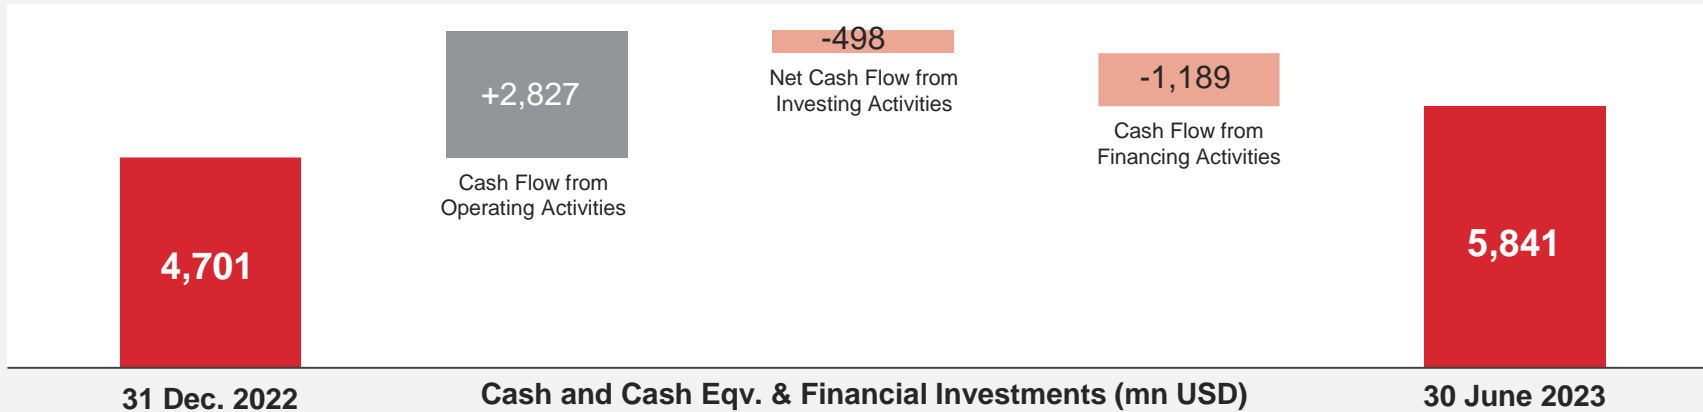 -498
+2,827
Net Cash Flow from
Investing Activities
-1,189
Cash Flow from
Financing Activities
Cash Flow from
Operating Activities
4,701
5,841
31 Dec. 2022
Cash and Cash Eqv. & Financial Investments (mn USD)
30 June 2023